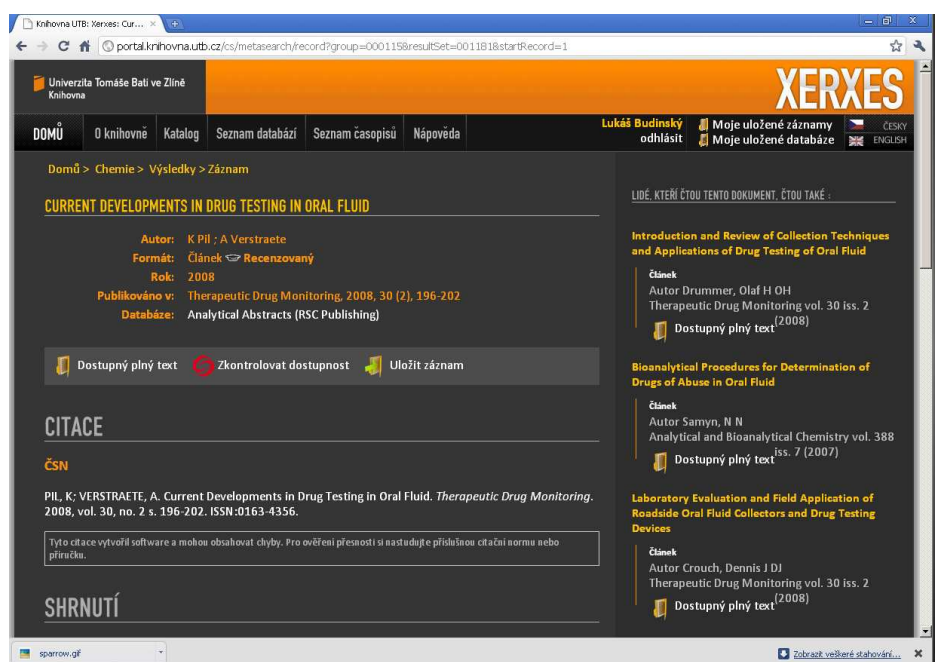 Knihovna UTB: Xerxes: Cur...
portal.knihovna.utb.cz/cs/metasearch/record?group=000115&resultSet=001181&startRecord=1
Univerzita Tomáše Bati ve Zlíně
Knihovna
XERXES
DOMŮ O knihovně Katalog Seznam databází Seznam časopisů Nápověda
Lukáš Budinský
odhlásit
Moje uložené záznamy
Moje uložené databáze
ČESKY
ENGLISH
Domů > Chemie > Výsledky > Záznam
CURRENT DEVELOPMENTS IN DRUG TESTING IN ORAL FLUID
Autor: K Pil ; A Verstraete
Formát: Článek Recenzovaný
Rok: 2008
Publikováno v: Therapeutic Drug Monitoring, 2008, 30 (2), 196-202
Databáze: Analytical Abstracts (RSC Publishing)
Dostupný plný text Zkontrolovat dostupnost Uložit záznam
CITACE
ČSN
PIL, K; VERSTRAETE, A. Current Developments in Drug Testing in Oral Fluid. Therapeutic Drug Monitoring.
2008, vol. 30, no. 2 s. 196-202. ISSN:0163-4356.
Tyto citace vytvořil software a mohou obsahovat chyby. Pro ověření přesnosti si nastudujte příslušnou citační normu nebo
příručku.
SHRNUTÍ
LIDÉ, KTEŘÍ ČTOU TENTO DOKUMENT, ČTOU TAKÉ :
Introduction and Review of Collection Techniques
and Applications of Drug Testing of Oral Fluid
Článek
Autor Drummer, Olaf H OH
Therapeutic Drug Monitoring vol. 30 iss. 2
(2008)
Dostupný plný text
Bioanalytical Procedures for Determination of
Drugs of Abuse in Oral Fluid
Článek
Autor Samyn, N N
Analytical and Bioanalytical Chemistry vol. 388
iss. 7 (2007)
Dostupný plný text
Laboratory Evaluation and Field Application of
Roadside Oral Fluid Collectors and Drug Testing
Devices
Článek
Autor Crouch, Dennis J DJ
Therapeutic Drug Monitoring vol. 30 iss. 2
(2008)
Dostupný plný text
sparrow.gif
Zobrazit veškeré stahování...